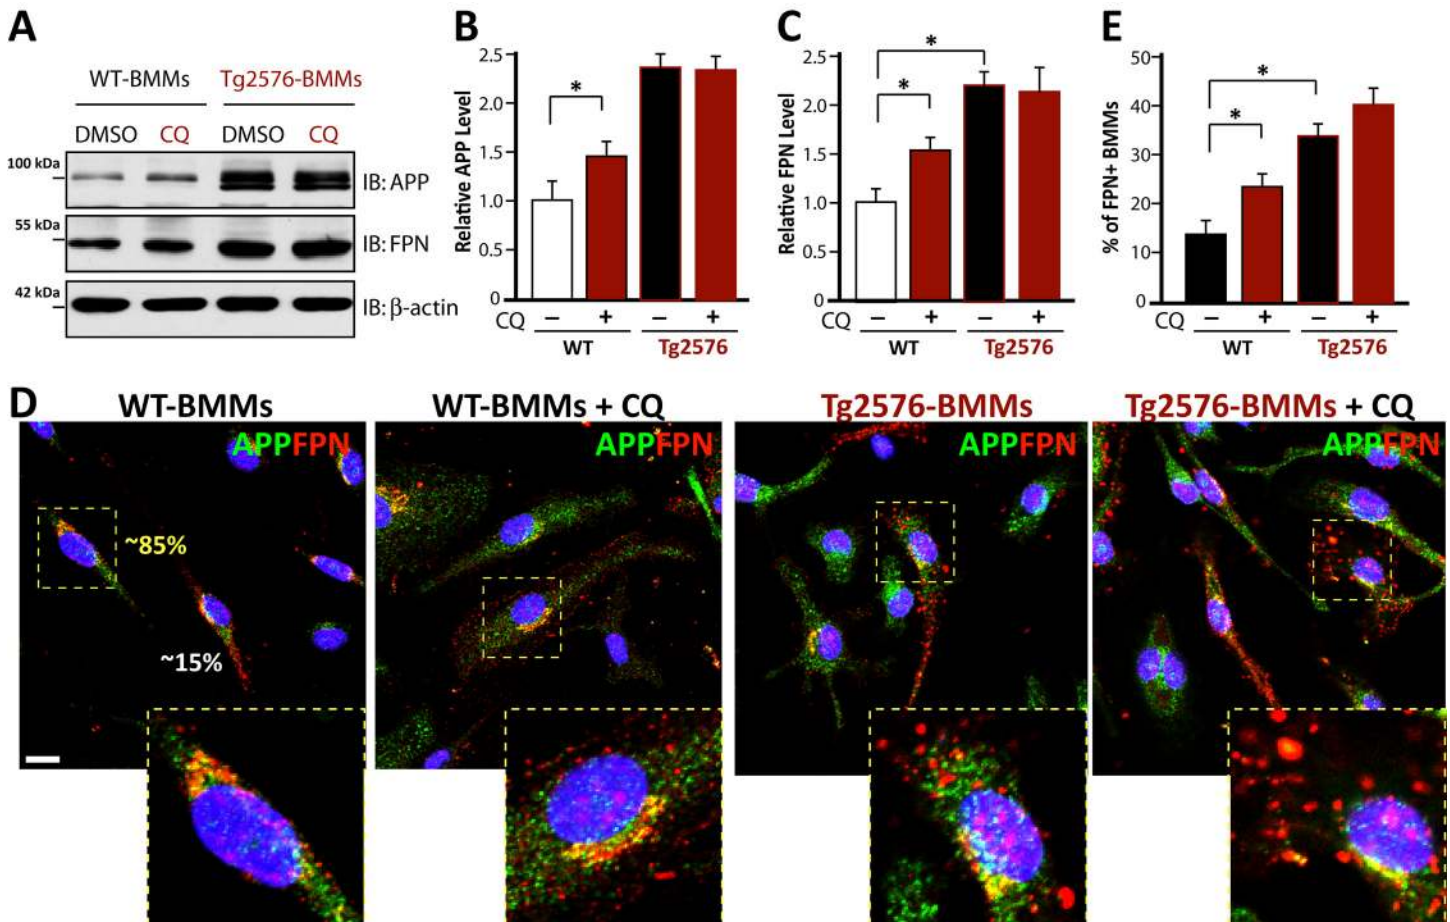 A
WT-BMMs Tg2576-BMMs
DMSO CQ DMSO CQ
100 kDa
IB: APP
55 kDa
IB: FPN
42 kDa
IB: β-actin
B
Relative APP Level
2.5
2.0
1.5
1.0
0.5
0
*
CQ − + − +
WT Tg2576
C
Relative FPN Level
2.5
2.0
1.5
1.0
0.5
0
*
*
CQ − + − +
WT Tg2576
E
% of FPN+ BMMs
50
40
30
20
10
0
*
*
CQ − + − +
WT Tg2576
D
WT-BMMs
APPFPN
~85%
~15%
WT-BMMs + CQ
APPFPN
Tg2576-BMMs
APPFPN
Tg2576-BMMs + CQ
APPFPN